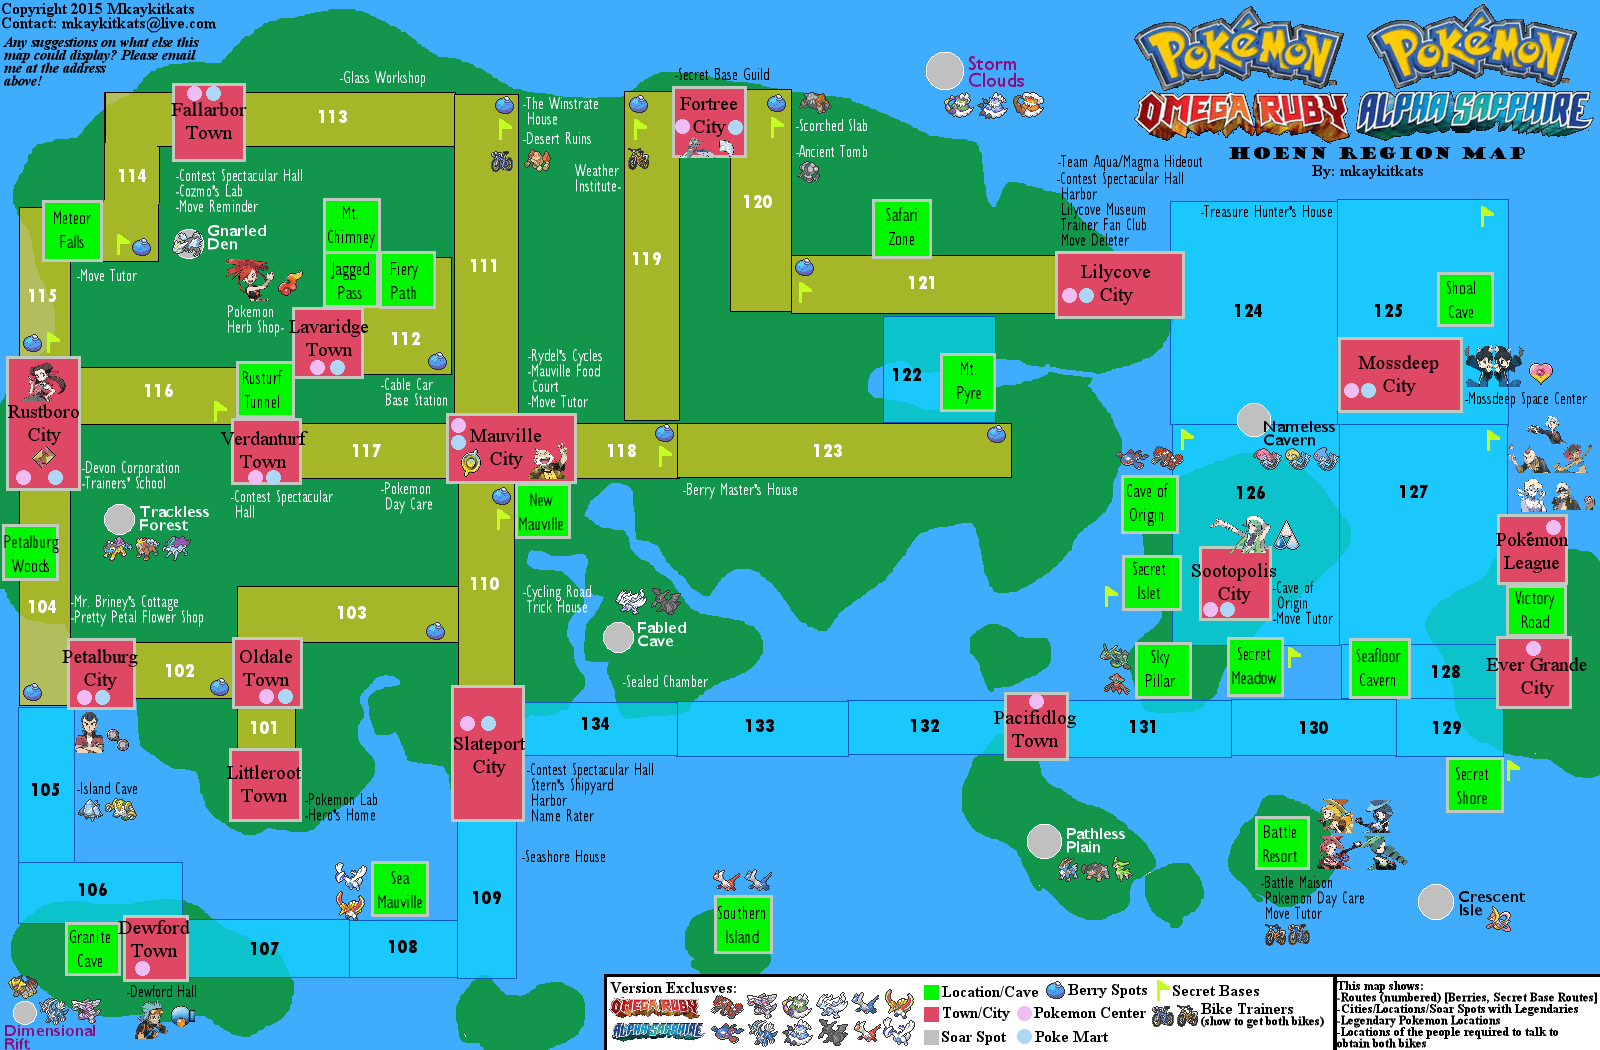 Copyright 2015 Mkaykitkats
Contact: mkaykitkats@live.com
Any suggestions on what else this
map could display? Please email
me at the address
above!
POKéMON
OMEGA RUBY
POKéMON
ALPHA SAPPHIRE
HOENN REGION MAP
By: mkaykitkats
Storm
Clouds
-Glass Workshop
Fallarbor
Town
113
114
-Contest Spectacular Hall
-Cozmo's Lab
-Move Reminder
Meteor
Falls
-Move Tutor
115
Gnarled
Den
Mt.
Chimney
Jagged
Pass
Fiery
Path
Pokemon
Herb Shop-
Lavaridge
Town
112
-Cable Car
Base Station
111
-The Winstrate
House
-Desert Ruins
Weather
Institute-
119
-Secret Base Guild
Fortree
City
-Scorched Slab
-Ancient Tomb
120
Safari
Zone
121
-Team Aqua/Magma Hideout
-Contest Spectacular Hall
Harbor
Lilycove Museum
Trainer Fan Club
Move Deleter
Lilycove
City
-Treasure Hunter's House
124
125
Shoal
Cave
Mossdeep
City
-Mossdeep Space Center
122
Mt.
Pyre
Rustboro
City
116
Rusturf
Tunnel
-Devon Corporation
-Trainers' School
Verdanturf
Town
-Contest Spectacular
Hall
117
-Pokemon
Day Care
-Rydel's Cycles
-Mauville Food
Court
-Move Tutor
Mauville
City
118
123
-Berry Master's House
New
Mauville
Trackless
Forest
Petalburg
Woods
104
-Mr. Briney's Cottage
-Pretty Petal Flower Shop
103
110
-Cycling Road
Trick House
Fabled
Cave
-Sealed Chamber
Nameless
Cavern
Cave of
Origin
126
127
Secret
Islet
Sootopolis
City
-Cave of
Origin
-Move Tutor
Pokémon
League
Victory
Road
Ever Grande
City
Petalburg
City
102
Oldale
Town
101
Littleroot
Town
-Pokemon Lab
-Hero's Home
Slateport
City
-Contest Spectacular Hall
Stern's Shipyard
Harbor
Name Rater
134
133
132
Pacifidlog
Town
131
130
129
128
Sky
Pillar
Secret
Meadow
Seafloor
Cavern
Secret
Shore
105
-Island Cave
106
Granite
Cave
Dewford
Town
-Dewford Hall
107
108
109
-Seashore House
Sea
Mauville
Southern
Island
Pathless
Plain
Battle
Resort
-Battle Maison
Pokemon Day Care
Move Tutor
Crescent
Isle
Dimensional
Rift
Version Exclusves:
OMEGA RUBY
ALPHA SAPPHIRE
Location/Cave
Town/City
Soar Spot
Berry Spots
Pokemon Center
Poke Mart
Secret Bases
Bike Trainers
(show to get both bikes)
This map shows:
-Routes (numbered) [Berries, Secret Base Routes]
-Cities/Locations/Soar Spots with Legendaries
-Legendary Pokemon Locations
-Locations of the people required to talk to
obtain both bikes